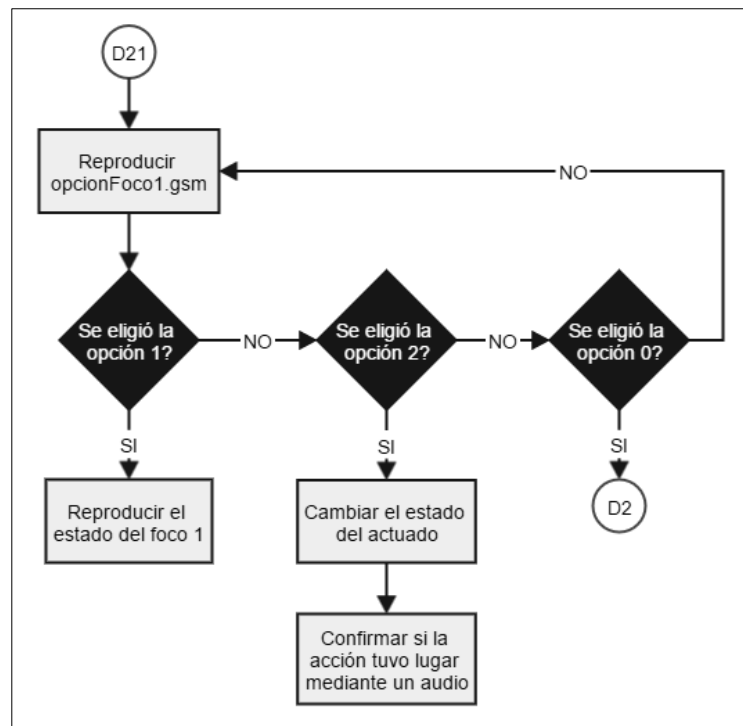 D21
Reproducir
opcionFoco1.gsm
NO
Se eligió la
opción 1?
NO
Se eligió la
opción 2?
NO
Se eligió la
opción 0?
SI
SI
SI
Reproducir el
estado del foco 1
Cambiar el estado
del actuado
D2
Confirmar si la
acción tuvo lugar
mediante un audio